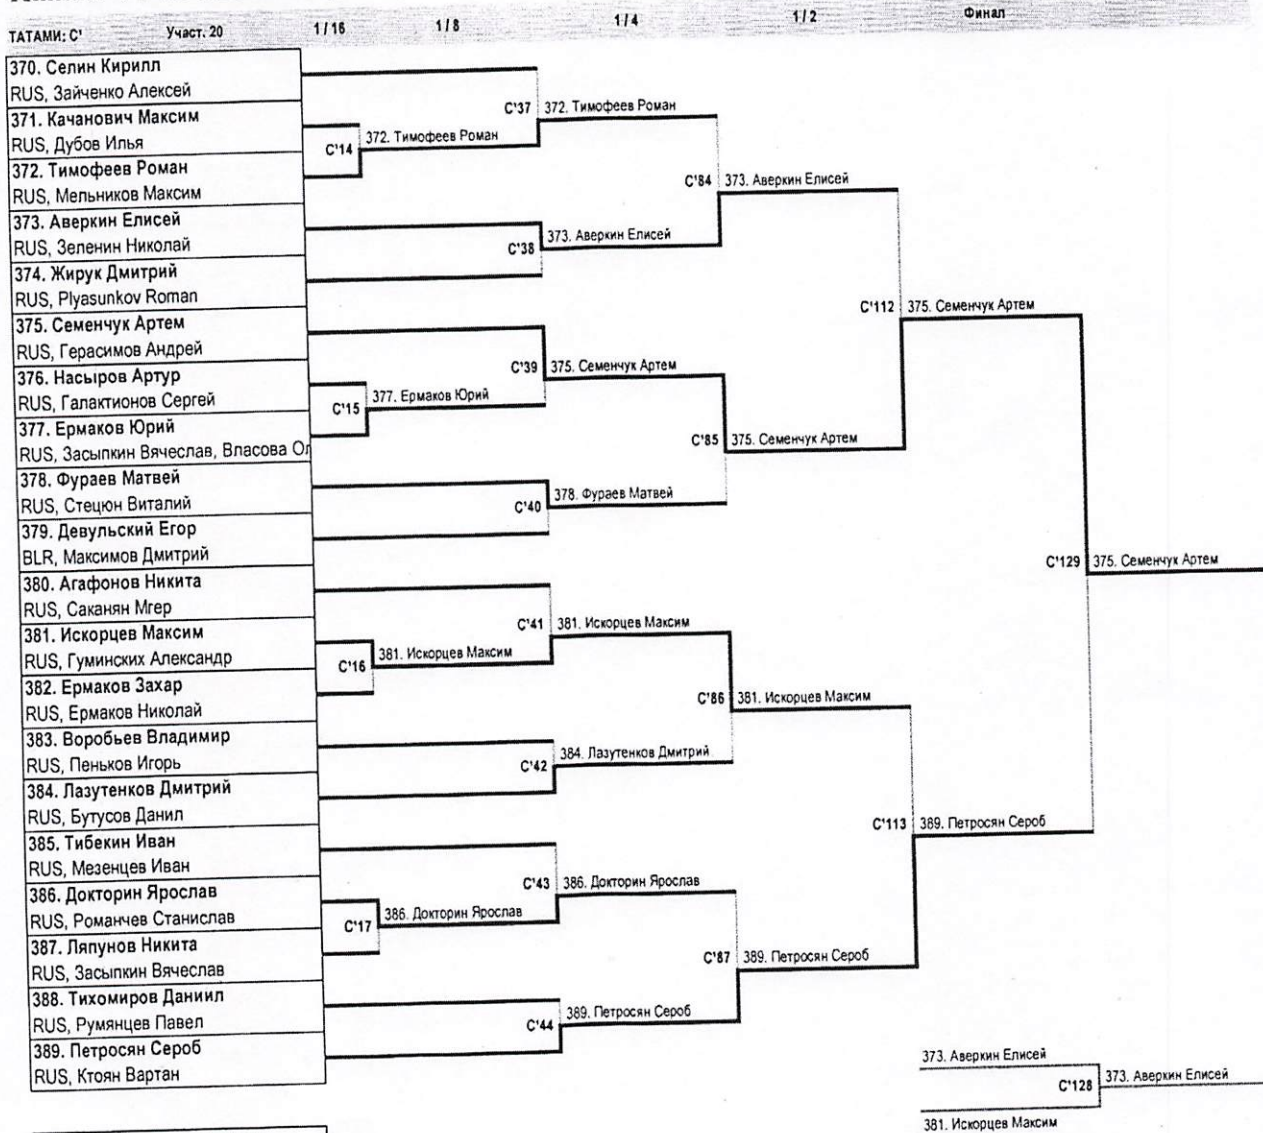 ТАТАМИ: С' Участ. 20 1/16 1/8 1/4 1/2 Финал
370. Селин Кирилл
RUS, Зайченко Алексей
371. Качанович Максим
RUS, Дубов Илья
372. Тимофеев Роман
RUS, Мельников Максим
373. Аверкин Елисей
RUS, Зеленин Николай
374. Жирук Дмитрий
RUS, Plyasunkov Roman
375. Семенчук Артем
RUS, Герасимов Андрей
376. Насыров Артур
RUS, Галактионов Сергей
377. Ермаков Юрий
RUS, Засыпкин Вячеслав, Власова Ол
378. Фураев Матвей
RUS, Стецюн Виталий
379. Девульский Егор
BLR, Максимов Дмитрий
380. Агафонов Никита
RUS, Саканян Мгер
381. Искорцев Максим
RUS, Гуминских Александр
382. Ермаков Захар
RUS, Ермаков Николай
383. Воробьев Владимир
RUS, Пеньков Игорь
384. Лазутенков Дмитрий
RUS, Бутусов Данил
385. Тибекин Иван
RUS, Мезенцев Иван
386. Докторин Ярослав
RUS, Романчев Станислав
387. Ляпунов Никита
RUS, Засыпкин Вячеслав
388. Тихомиров Даниил
RUS, Румянцев Павел
389. Петросян Сероб
RUS, Ктоян Вартан
С'14 372. Тимофеев Роман
С'15 377. Ермаков Юрий
С'16 381. Искорцев Максим
С'17 386. Докторин Ярослав
С'37 372. Тимофеев Роман
С'38 373. Аверкин Елисей
С'39 375. Семенчук Артем
С'40 378. Фураев Матвей
С'41 381. Искорцев Максим
С'42 384. Лазутенков Дмитрий
С'43 386. Докторин Ярослав
С'44 389. Петросян Сероб
С'84 373. Аверкин Елисей
С'85 375. Семенчук Артем
С'86 381. Искорцев Максим
С'87 389. Петросян Сероб
С'112 375. Семенчук Артем
С'113 389. Петросян Сероб
С'129 375. Семенчук Артем
373. Аверкин Елисей
С'128 373. Аверкин Елисей
381. Искорцев Максим